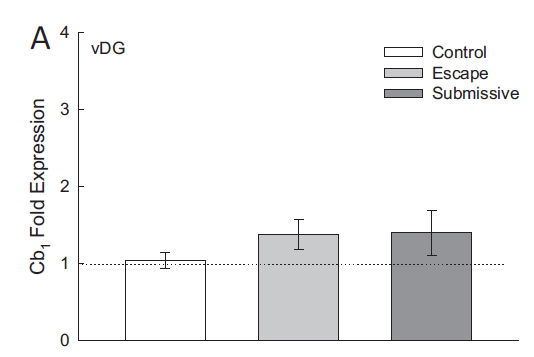 A
vDG
Control
Escape
Submissive
Cb₁ Fold Expression
4
3
2
1
0